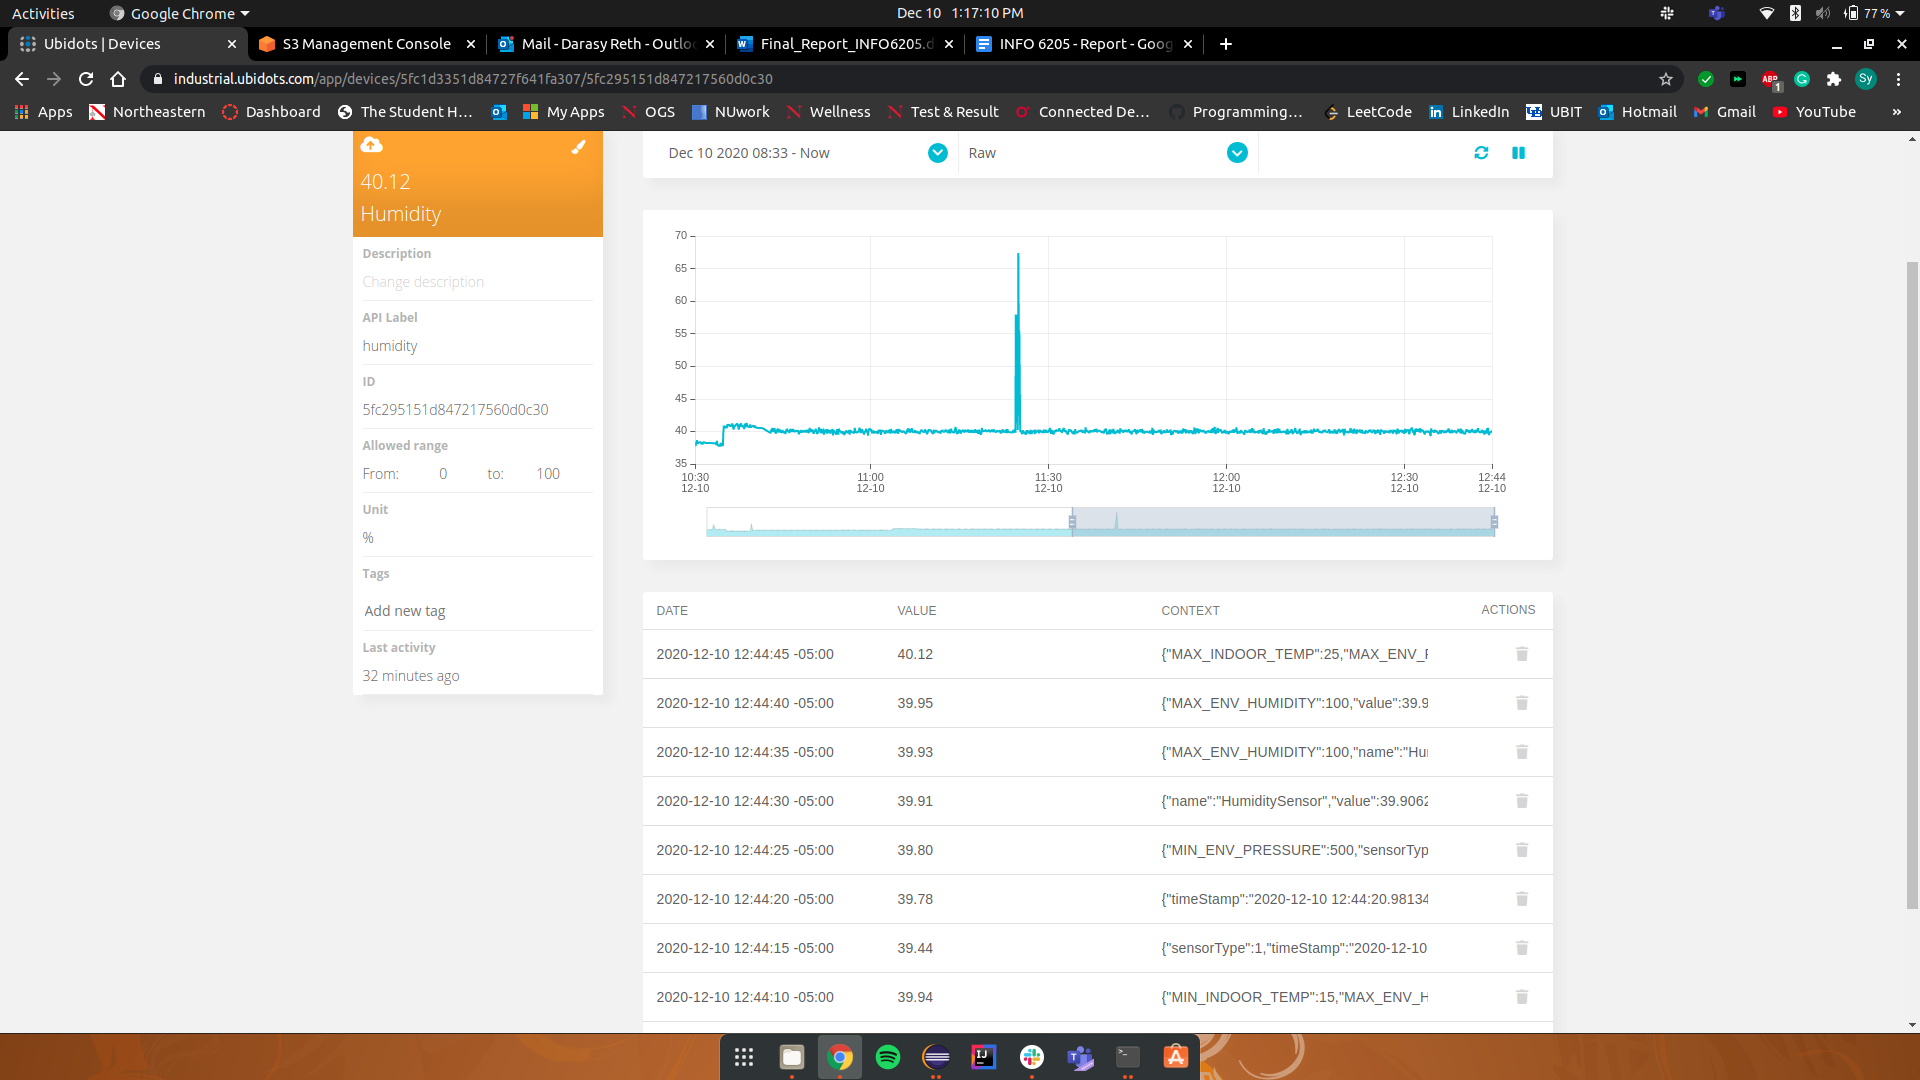 Activities
Google Chrome
Dec 10 1:17:10 PM
77 %
Ubidots | Devices
S3 Management Console
Mail - Darasy Reth - Outlo
Final_Report_INFO6205.d
INFO 6205 - Report - Goog
industrial.ubidots.com/app/devices/5fc1d3351d84727f641fa307/5fc295151d847217560d0c30
ABP
1
Sy
Apps
Northeastern
Dashboard
The Student H...
My Apps
OGS
NUwork
Wellness
Test & Result
Connected De...
Programming...
LeetCode
LinkedIn
UBIT
Hotmail
Gmail
YouTube
»
40.12
Humidity
Description
Change description
API Label
humidity
ID
5fc295151d847217560d0c30
Allowed range
From: 0 to: 100
Unit
%
Tags
Add new tag
Last activity
32 minutes ago
Dec 10 2020 08:33 - Now
Raw
70
65
60
55
50
45
40
35
10:30 11:00 11:30 12:00 12:30 12:44
12-10 12-10 12-10 12-10 12-10 12-10
DATE VALUE CONTEXT ACTIONS
2020-12-10 12:44:45 -05:00 40.12 {"MAX_INDOOR_TEMP":25,"MAX_ENV_F
2020-12-10 12:44:40 -05:00 39.95 {"MAX_ENV_HUMIDITY":100,"value":39.9
2020-12-10 12:44:35 -05:00 39.93 {"MAX_ENV_HUMIDITY":100,"name":"Hu
2020-12-10 12:44:30 -05:00 39.91 {"name":"HumiditySensor","value":39.9062
2020-12-10 12:44:25 -05:00 39.80 {"MIN_ENV_PRESSURE":500,"sensorTyp
2020-12-10 12:44:20 -05:00 39.78 {"timeStamp":"2020-12-10 12:44:20.98134
2020-12-10 12:44:15 -05:00 39.44 {"sensorType":1,"timeStamp":"2020-12-10
2020-12-10 12:44:10 -05:00 39.94 {"MIN_INDOOR_TEMP":15,"MAX_ENV_H